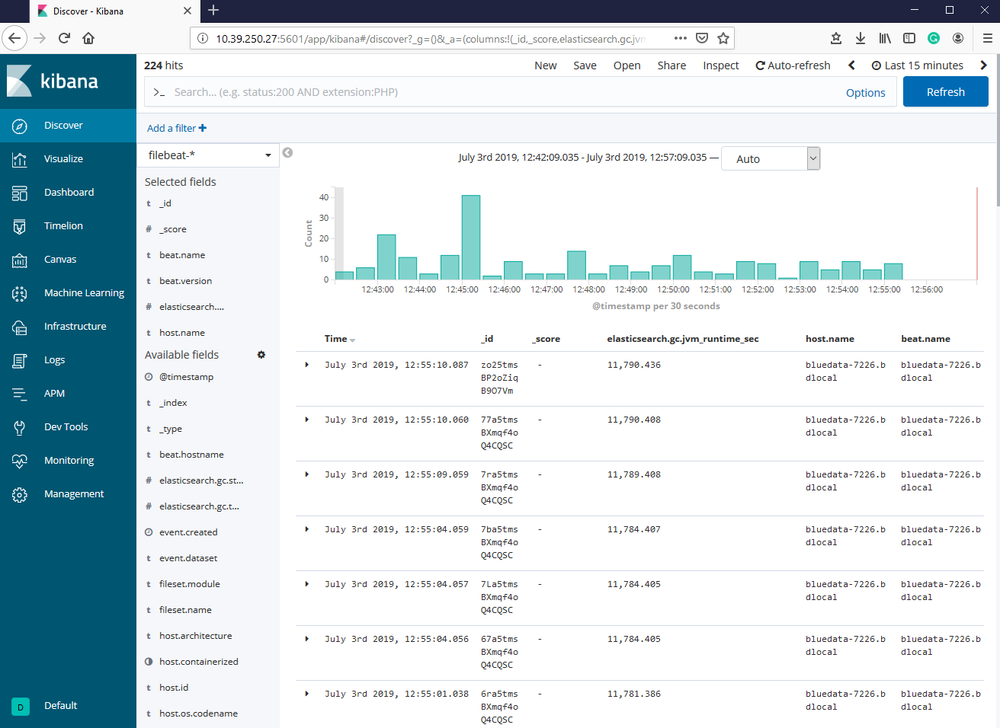 Discover - Kibana
10.39.250.27:5601/app/kibana#/discover?_g=()&_a=(columns:!(_id,_score,elasticsearch.gc.jvm
kibana
Discover
Visualize
Dashboard
Timelion
Canvas
Machine Learning
Infrastructure
Logs
APM
Dev Tools
Monitoring
Management
D Default
224 hits
New Save Open Share Inspect Auto-refresh Last 15 minutes
>_ Search... (e.g. status:200 AND extension:PHP) Options Refresh
Add a filter +
filebeat-*
Selected fields
t _id
# _score
t beat.name
t beat.version
# elasticsearch....
t host.name
Available fields
@timestamp
t _index
t _type
t beat.hostname
# elasticsearch.gc.st...
# elasticsearch.gc.t...
event.created
t event.dataset
t fileset.module
t fileset.name
t host.architecture
host.containerized
t host.id
t host.os.codename
July 3rd 2019, 12:42:09.035 - July 3rd 2019, 12:57:09.035 — Auto
Count
40
30
20
10
0
12:43:00 12:44:00 12:45:00 12:46:00 12:47:00 12:48:00 12:49:00 12:50:00 12:51:00 12:52:00 12:53:00 12:54:00 12:55:00 12:56:00
@timestamp per 30 seconds
Time _id _score elasticsearch.gc.jvm_runtime_sec host.name beat.name
July 3rd 2019, 12:55:10.087 zo25tms - 11,790.436 bluedata-7226.b bluedata-7226.b
BP2oZiq dlocal dlocal
B9O7Vm
July 3rd 2019, 12:55:10.060 77a5tms - 11,790.408 bluedata-7226.b bluedata-7226.b
BXmqf4o dlocal dlocal
Q4CQSC
July 3rd 2019, 12:55:09.059 7ra5tms - 11,789.408 bluedata-7226.b bluedata-7226.b
BXmqf4o dlocal dlocal
Q4CQSC
July 3rd 2019, 12:55:04.059 7ba5tms - 11,784.407 bluedata-7226.b bluedata-7226.b
BXmqf4o dlocal dlocal
Q4CQSC
July 3rd 2019, 12:55:04.057 7La5tms - 11,784.405 bluedata-7226.b bluedata-7226.b
BXmqf4o dlocal dlocal
Q4CQSC
July 3rd 2019, 12:55:04.056 67a5tms - 11,784.405 bluedata-7226.b bluedata-7226.b
BXmqf4o dlocal dlocal
Q4CQSC
July 3rd 2019, 12:55:01.038 6ra5tms - 11,781.386 bluedata-7226.b bluedata-7226.b
BXmqf4o dlocal dlocal
Q4CQSC